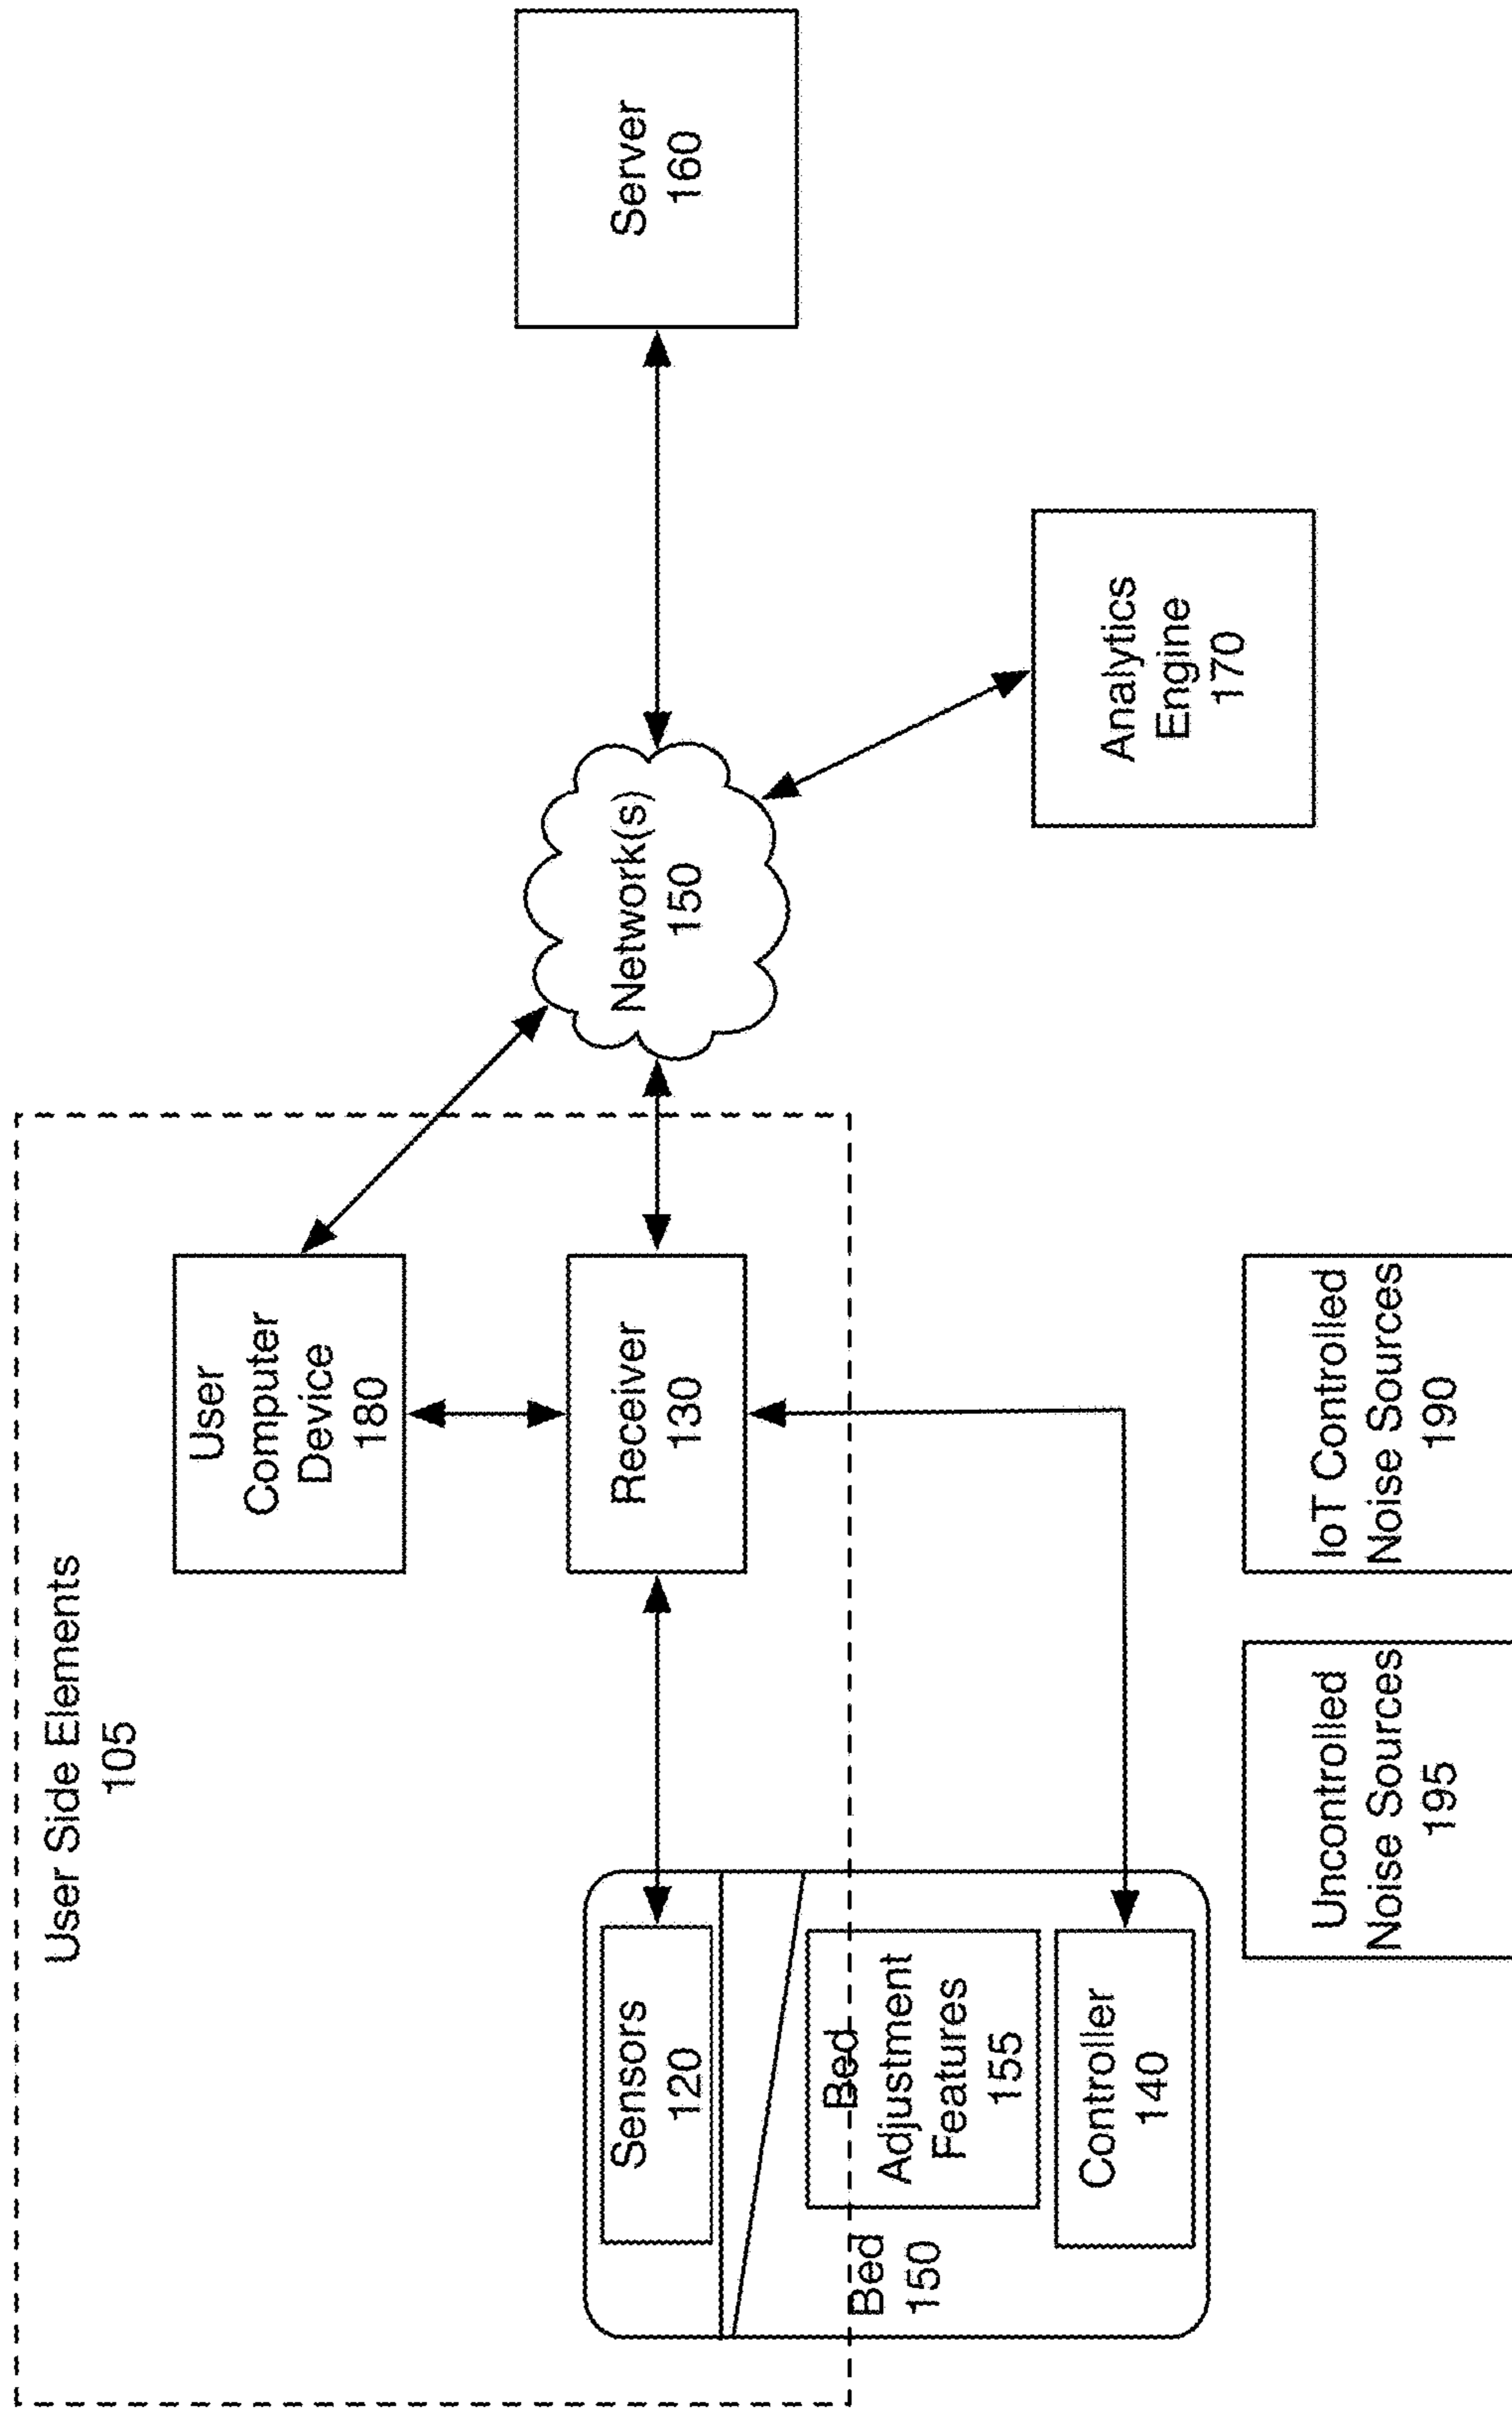 User Side Elements
105
User
Computer
Device
180
Sensors
120
Receiver
130
Network(s)
150
Server
160
Bed
150
Bed
Adjustment
Features
155
Controller
140
Analytics
Engine
170
Uncontrolled
Noise Sources
195
IoT Controlled
Noise Sources
190